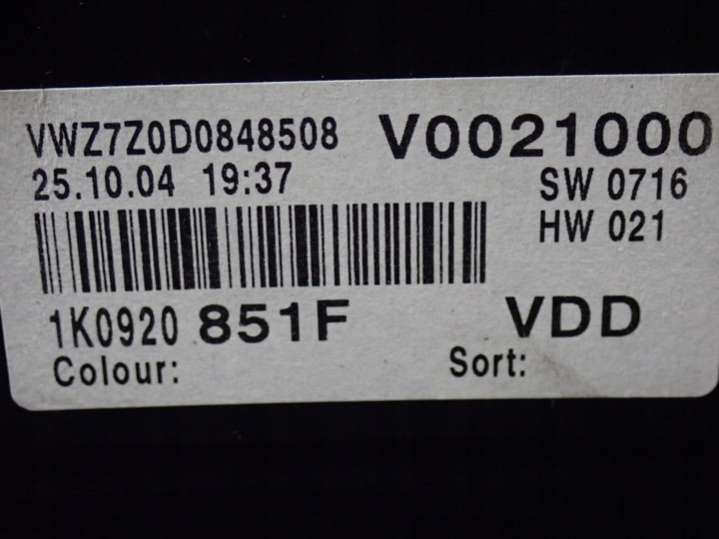 VWZ7Z0D0848508 V0021000
25.10.04 19:37 SW 0716
HW 021
1K0920 851F VDD
Colour: Sort: